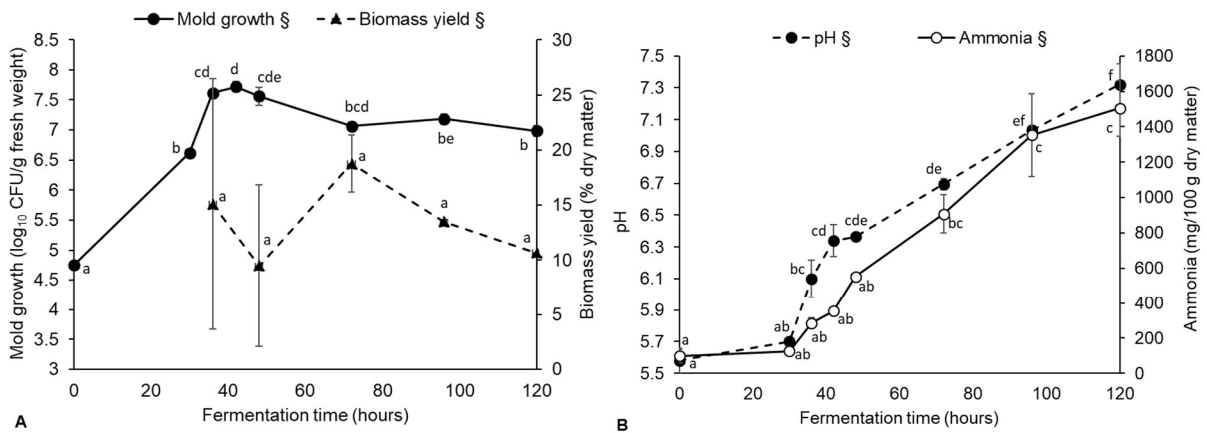 Mold growth §
Biomass yield §
8.5
8
7.5
7
6.5
6
5.5
5
4.5
4
3.5
3
Mold growth (log10 CFU/g fresh weight)
30
25
20
15
10
5
0
Biomass yield (% dry matter)
a
b
cd
d
cde
bcd
be
b
a
a
a
a
a
0
20
40
60
80
100
120
Fermentation time (hours)
A
pH §
Ammonia §
7.5
7.3
7.1
6.9
6.7
6.5
6.3
6.1
5.9
5.7
5.5
pH
1800
1600
1400
1200
1000
800
600
400
200
0
Ammonia (mg/100 g dry matter)
a
ab
bc
cd
cde
de
ef
f
a
ab
ab
ab
ab
bc
c
c
0
20
40
60
80
100
120
Fermentation time (hours)
B